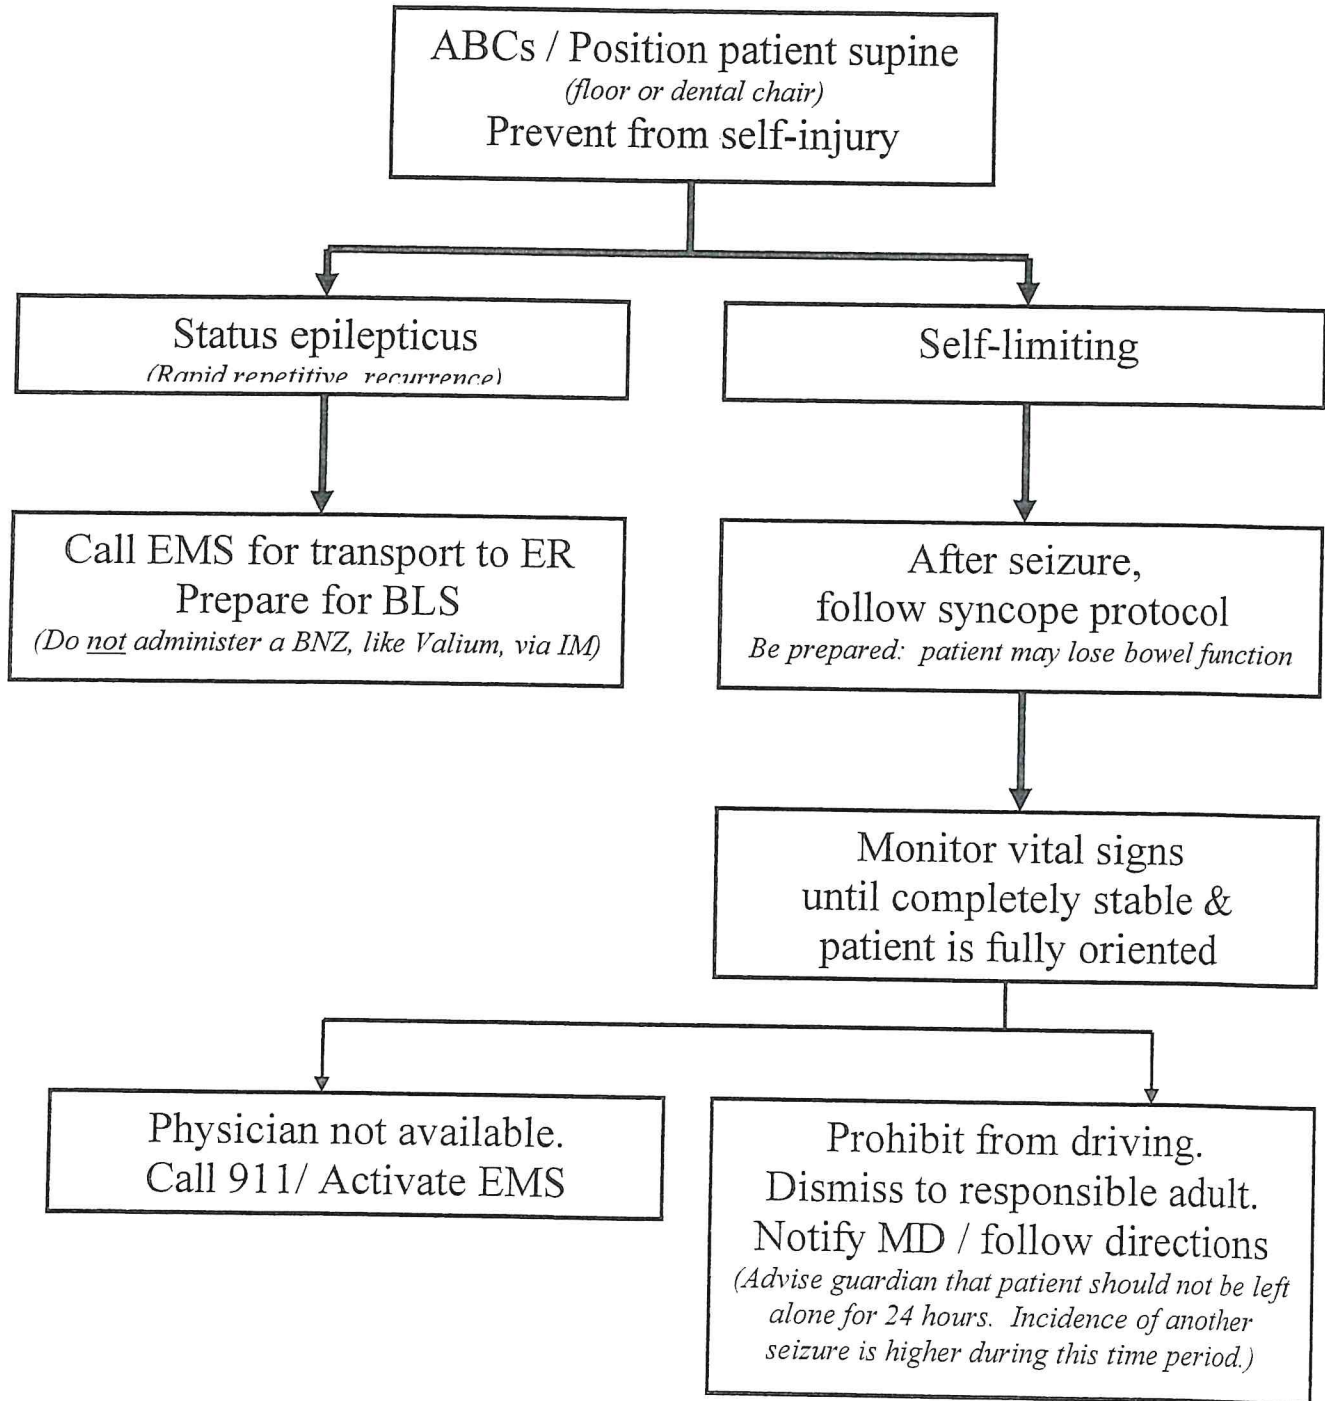 ABCs / Position patient supine
(floor or dental chair)
Prevent from self-injury
Status epilepticus
(Rapid repetitive recurrence)
Self-limiting
Call EMS for transport to ER
Prepare for BLS
(Do not administer a BNZ, like Valium, via IM)
After seizure,
follow syncope protocol
Be prepared: patient may lose bowel function
Monitor vital signs
until completely stable &
patient is fully oriented
Physician not available.
Call 911/ Activate EMS
Prohibit from driving.
Dismiss to responsible adult.
Notify MD / follow directions
(Advise guardian that patient should not be left
alone for 24 hours. Incidence of another
seizure is higher during this time period.)